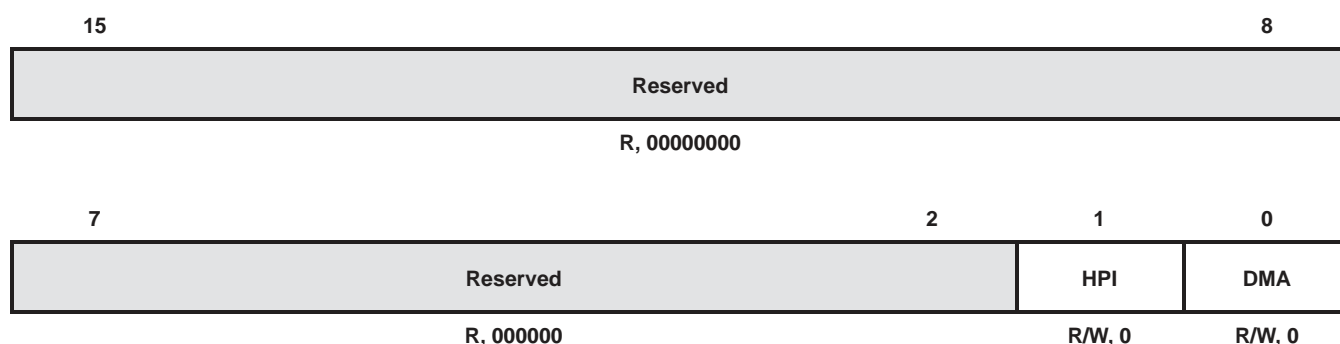 15 8
Reserved
R, 00000000
7 2 1 0
Reserved HPI DMA
R, 000000 R/W, 0 R/W, 0